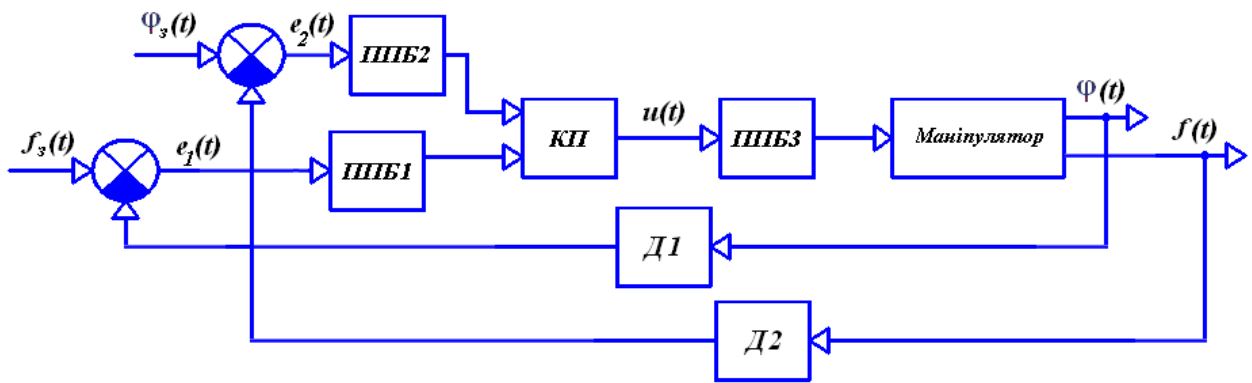 φз(t)
e2(t)
ППБ2
φ(t)
fз(t)
e1(t)
ППБ1
КП
u(t)
ППБ3
Маніпулятор
f(t)
Д1
Д2